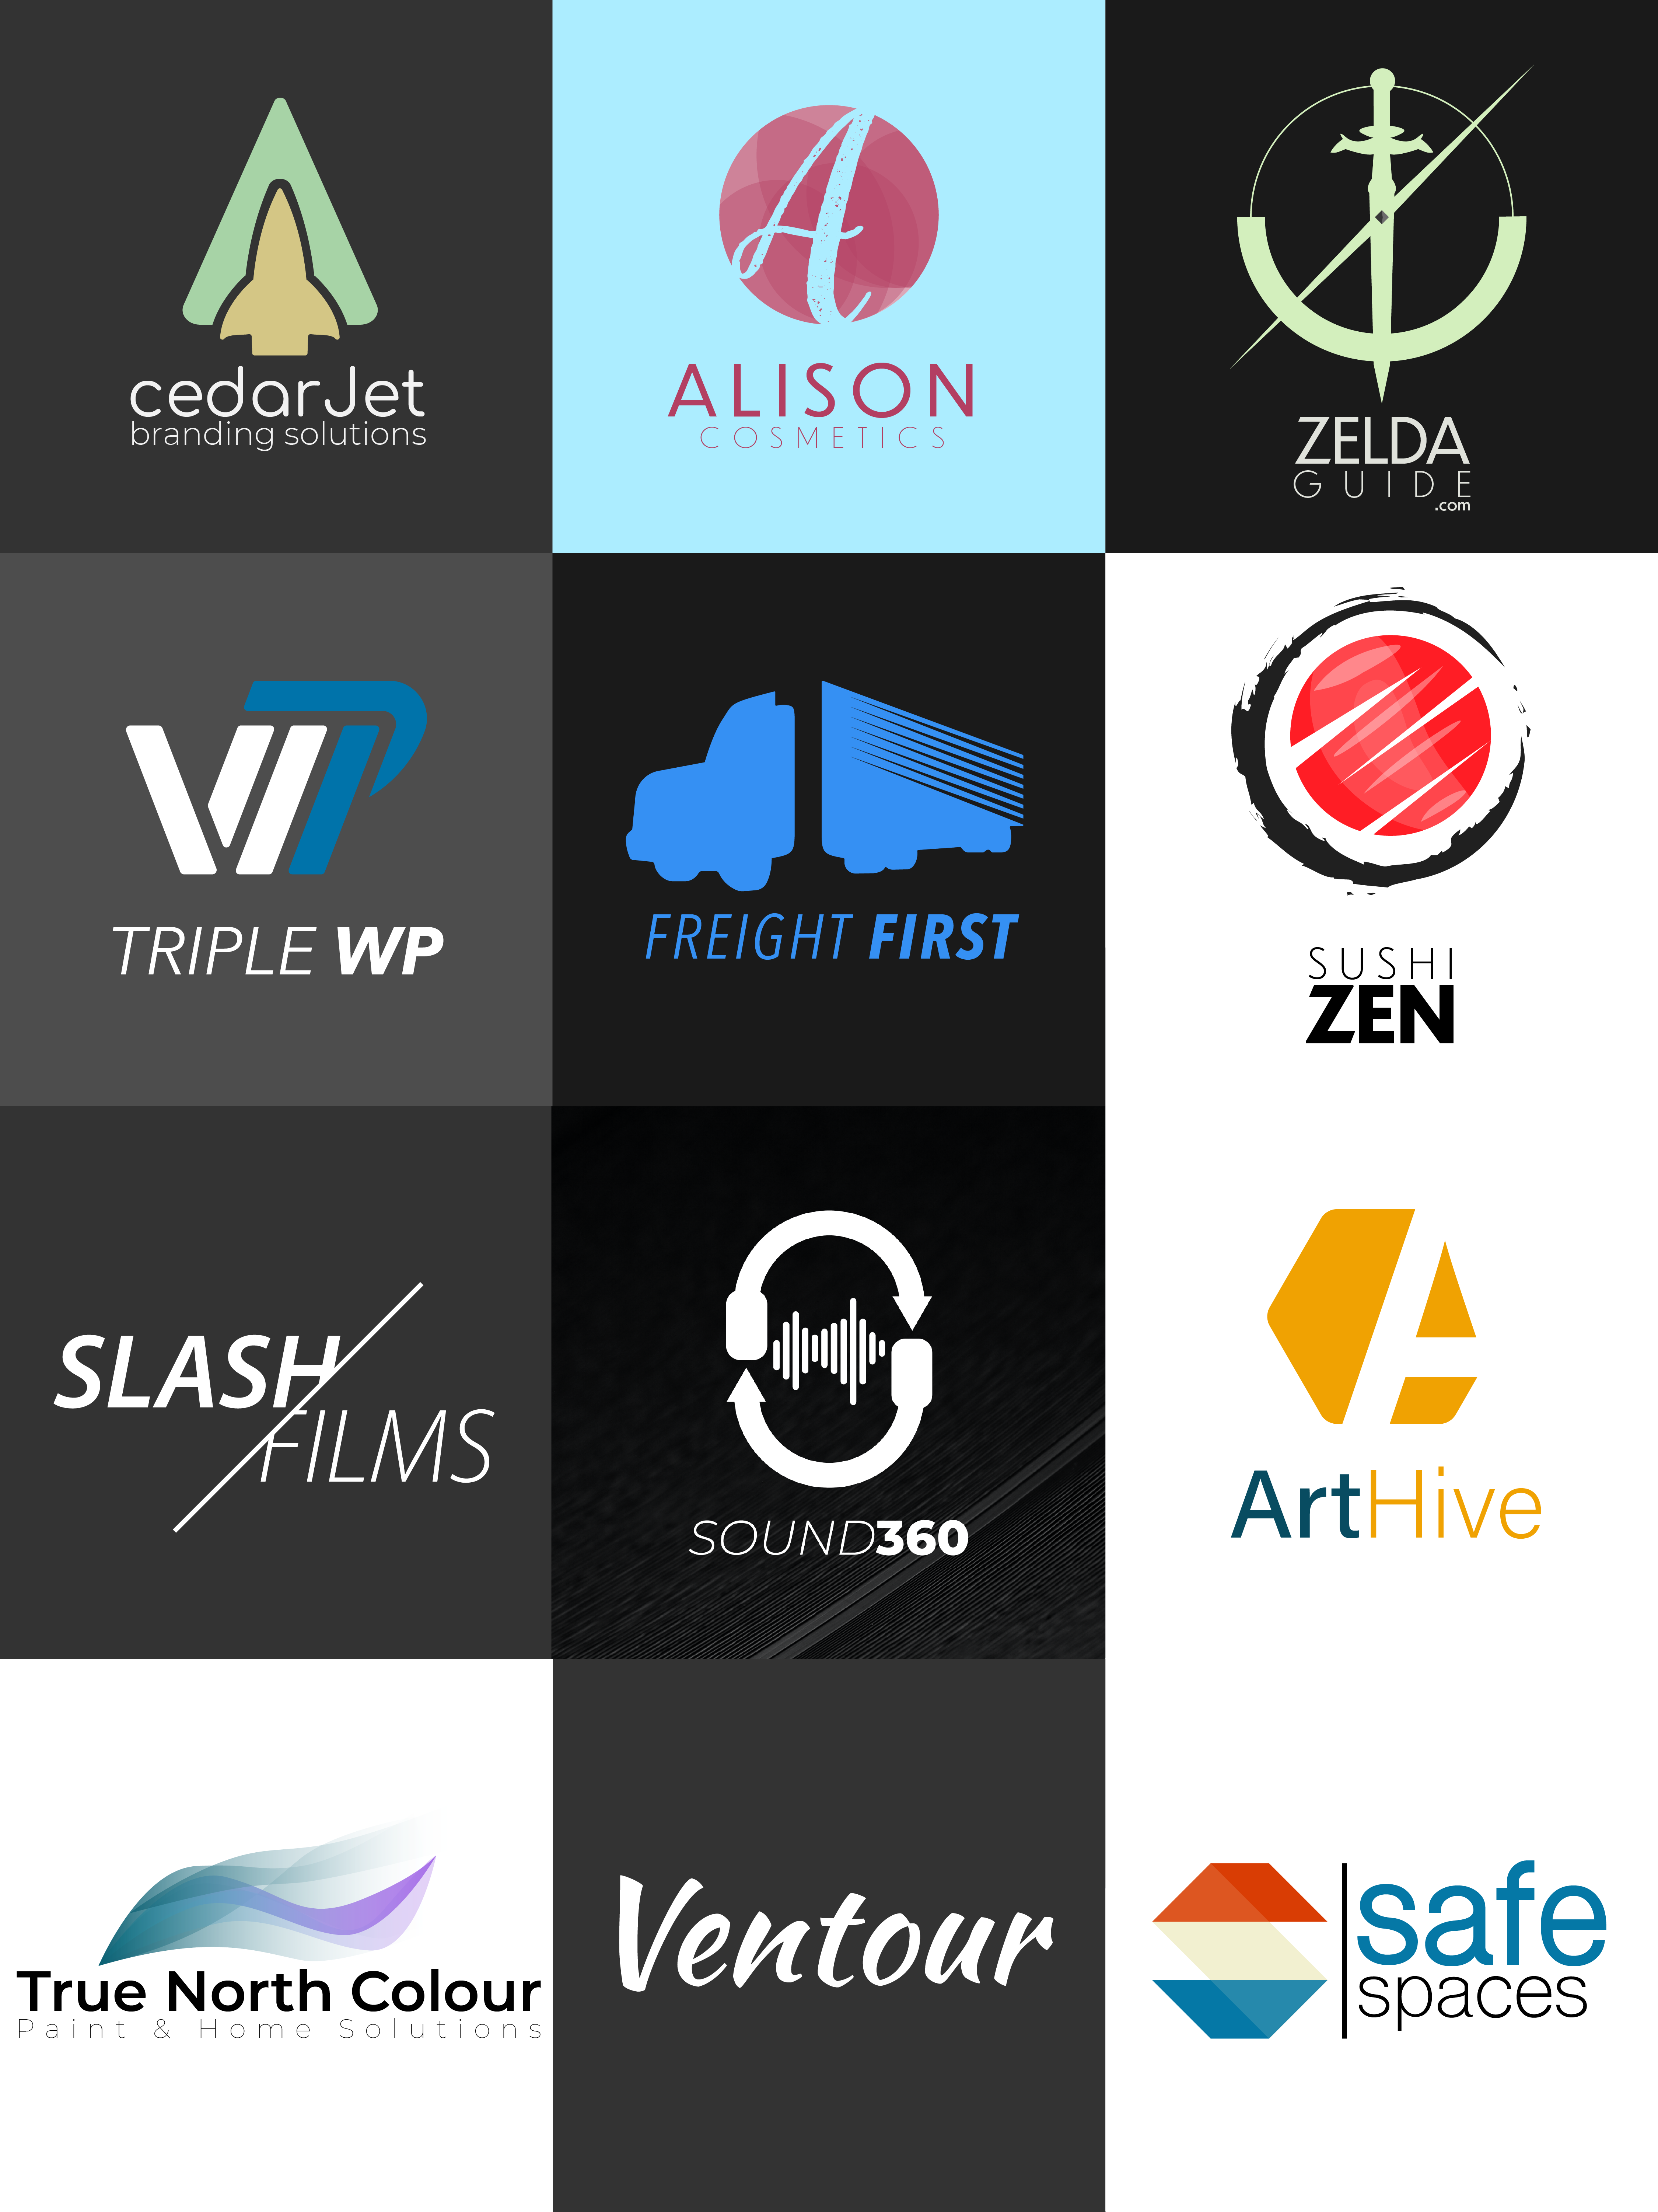 cedarJet
branding solutions
A
ALISON
COSMETICS
ZELDA
GUIDE
.com
WP
TRIPLE WP
FREIGHT FIRST
SUSHI
ZEN
SLASH
FILMS
SOUND360
ArtHive
True North Colour
Paint & Home Solutions
Ventour
safe
spaces